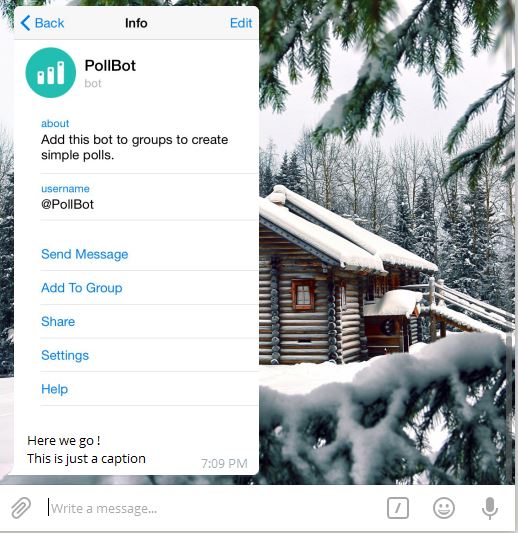 Back Info Edit
PollBot
bot
about
Add this bot to groups to create
simple polls.
username
@PollBot
Send Message
Add To Group
Share
Settings
Help
Here we go !
This is just a caption
7:09 PM
Write a message...
/